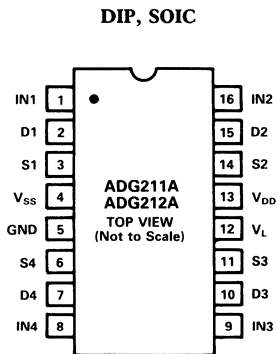 DIP, SOIC
IN1 1 16 IN2
D1 2 15 D2
S1 3 14 S2
VSS 4 13 VDD
GND 5 12 VL
S4 6 11 S3
D4 7 10 D3
IN4 8 9 IN3
ADG211A
ADG212A
TOP VIEW
(Not to Scale)